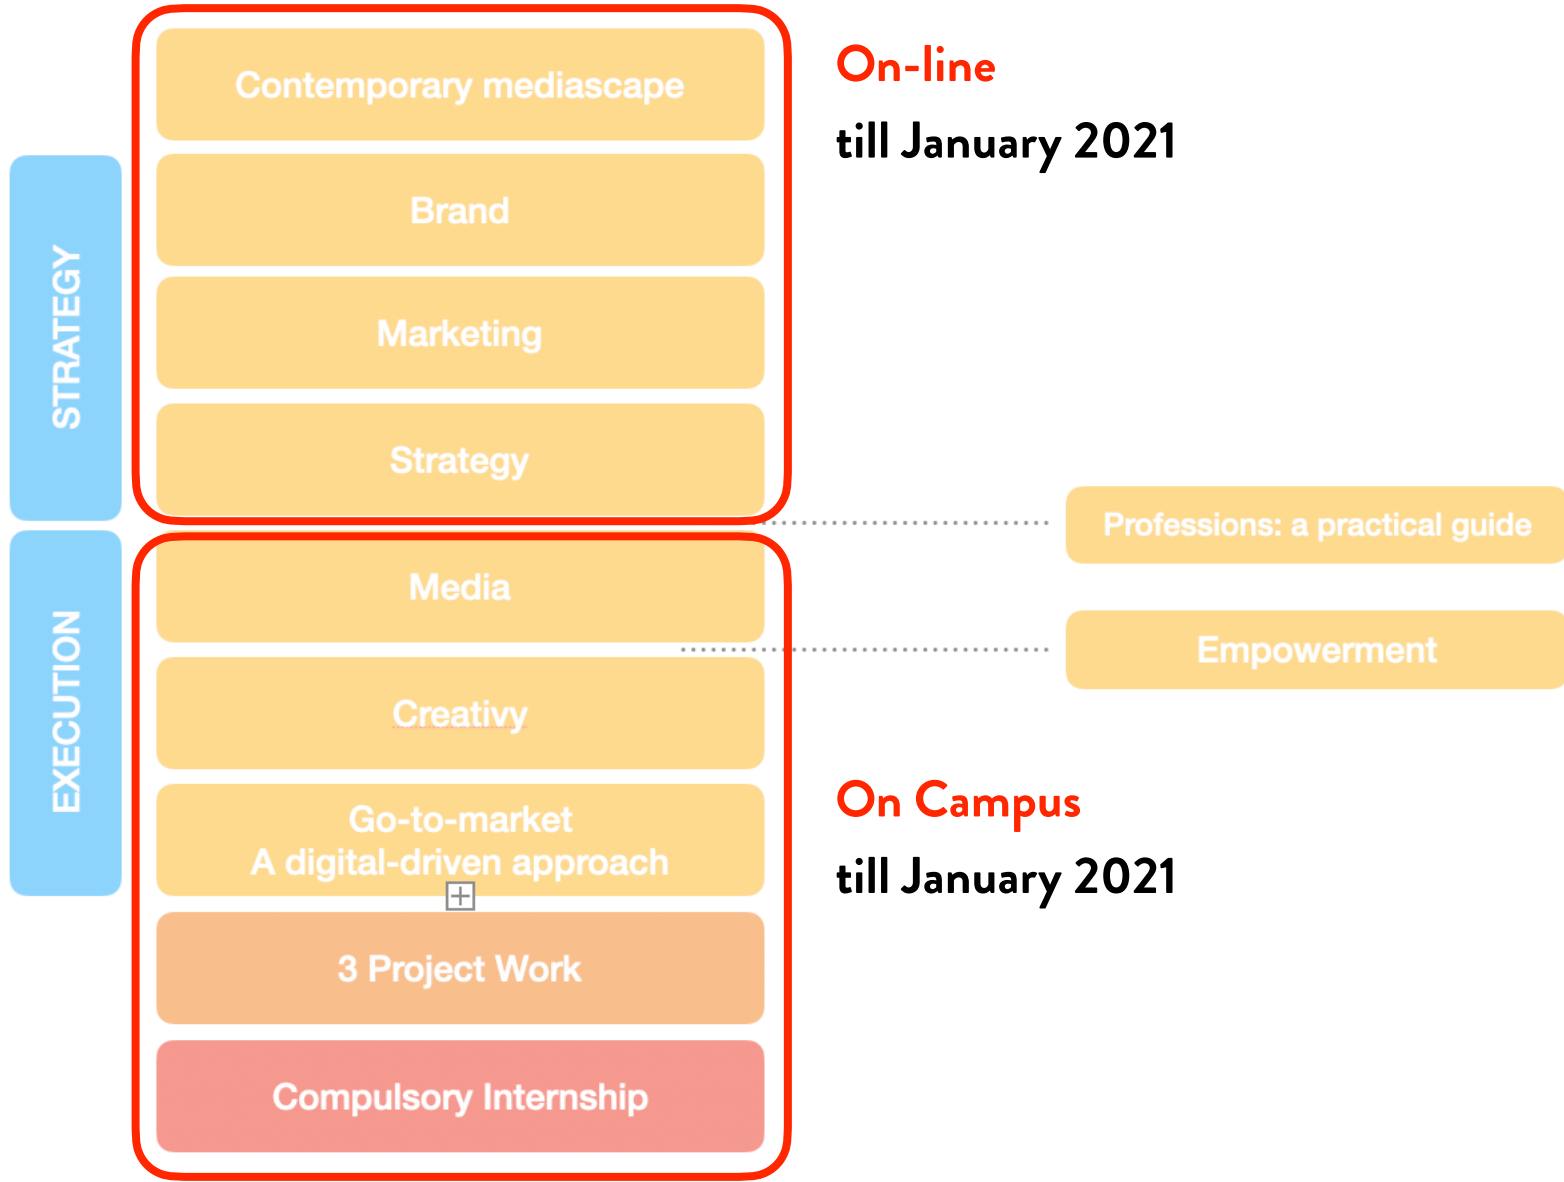 Contemporary mediascape
On-line
till January 2021
STRATEGY
Brand
Marketing
Strategy
Professions: a practical guide
EXECUTION
Media
Empowerment
Creativy
On Campus
till January 2021
Go-to-market
A digital-driven approach
3 Project Work
Compulsory Internship